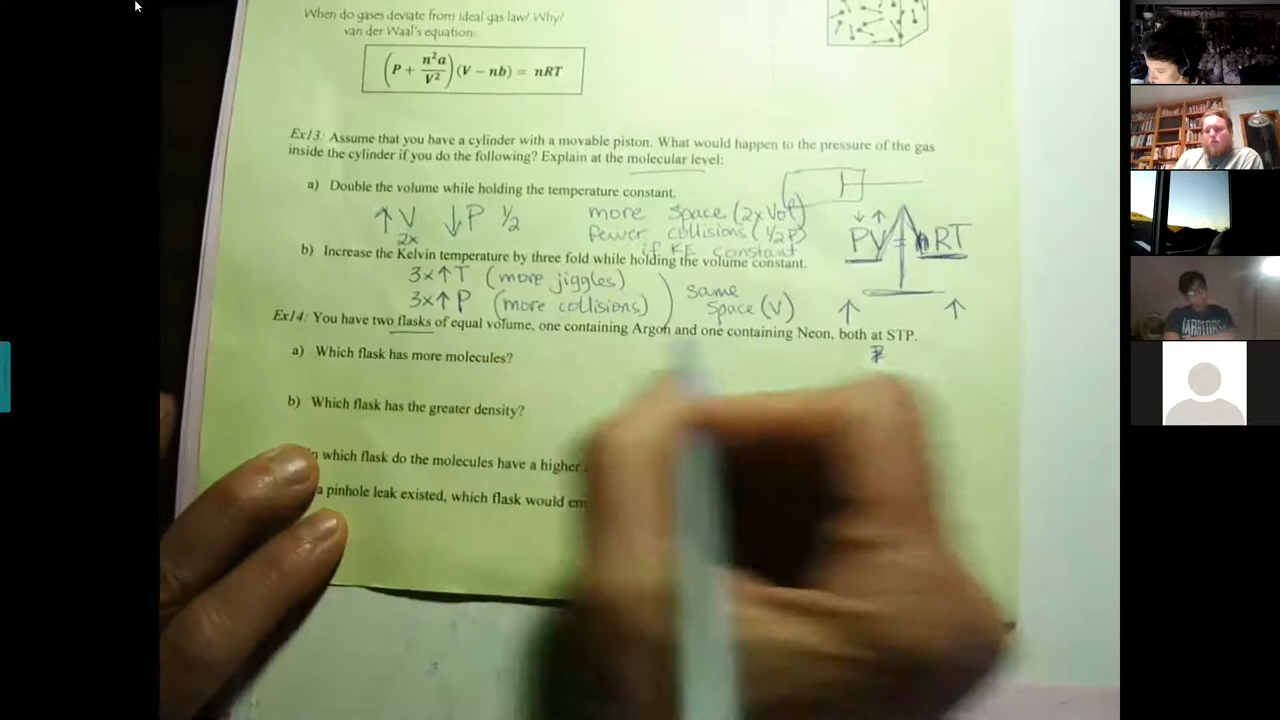 When do gases deviate from ideal gas law? Why?
van der Waal's equation:
(P + n²a/V²)(V − nb) = nRT
Ex13: Assume that you have a cylinder with a movable piston. What would happen to the pressure of the gas
inside the cylinder if you do the following? Explain at the molecular level:
a) Double the volume while holding the temperature constant.
↑V ↓P 1/2
2x
more space (2x Vol)
fewer collisions (1/2P)
if KE constant
↓ ↑
PV = nRT
b) Increase the Kelvin temperature by three fold while holding the volume constant.
3x↑T (more jiggles)
3x↑P (more collisions)
same
space (V)
↑ ↑
Ex14: You have two flasks of equal volume, one containing Argon and one containing Neon, both at STP.
a) Which flask has more molecules?
b) Which flask has the greater density?
which flask do the molecules have a higher
a pinhole leak existed, which flask would